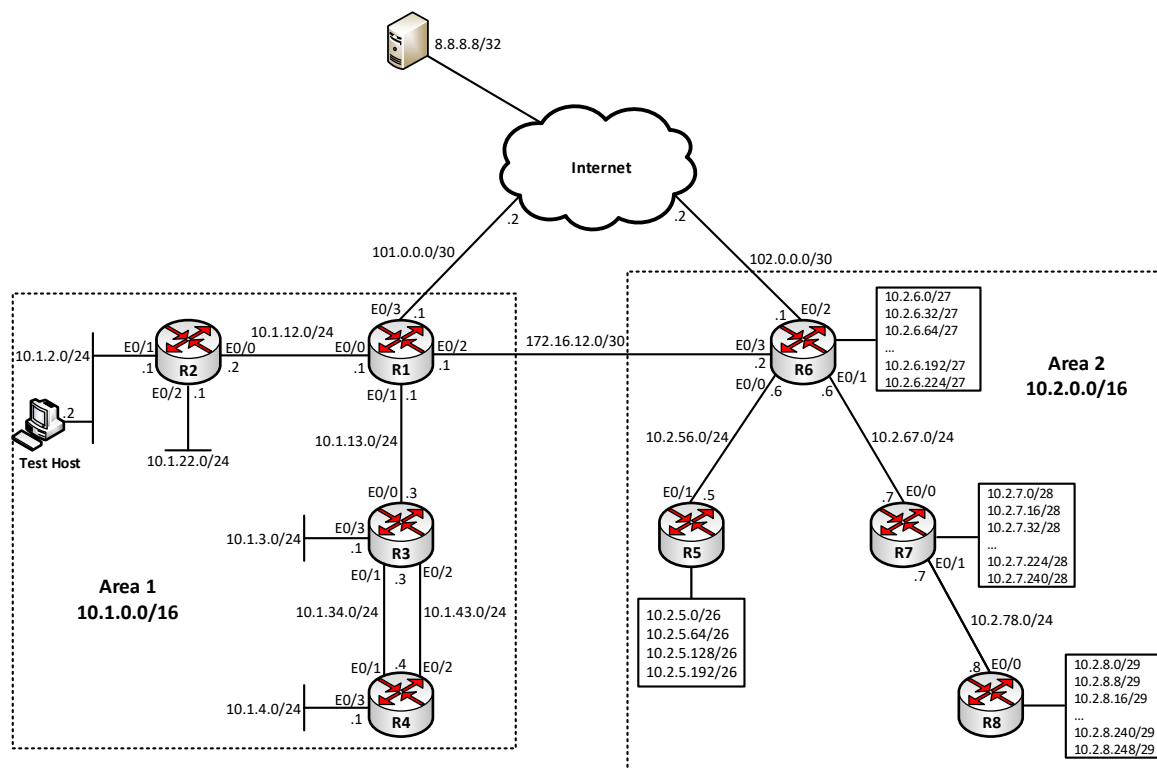 8.8.8.8/32
Internet
.2
.2
101.0.0.0/30
102.0.0.0/30
E0/3
.1
.1
E0/2
10.2.6.0/27
10.2.6.32/27
10.2.6.64/27
...
10.2.6.192/27
10.2.6.224/27
Area 2
10.2.0.0/16
10.1.12.0/24
172.16.12.0/30
10.1.2.0/24
E0/1
.1
R2
E0/0
.2
E0/0
.1
R1
E0/2
.1
E0/3
.2
R6
E0/2
.1
E0/1
.1
E0/0
.6
E0/1
.6
.2
Test Host
10.1.22.0/24
10.1.13.0/24
10.2.56.0/24
10.2.67.0/24
E0/0
.3
E0/1
.5
.7
E0/0
10.1.3.0/24
E0/3
.1
R3
R5
R7
10.2.7.0/28
10.2.7.16/28
10.2.7.32/28
...
10.2.7.224/28
10.2.7.240/28
E0/1
.3
E0/2
.7
E0/1
Area 1
10.1.0.0/16
10.1.34.0/24
10.1.43.0/24
10.2.5.0/26
10.2.5.64/26
10.2.5.128/26
10.2.5.192/26
10.2.78.0/24
E0/1
.4
E0/2
10.1.4.0/24
E0/3
.1
R4
.8
E0/0
R8
10.2.8.0/29
10.2.8.8/29
10.2.8.16/29
...
10.2.8.240/29
10.2.8.248/29